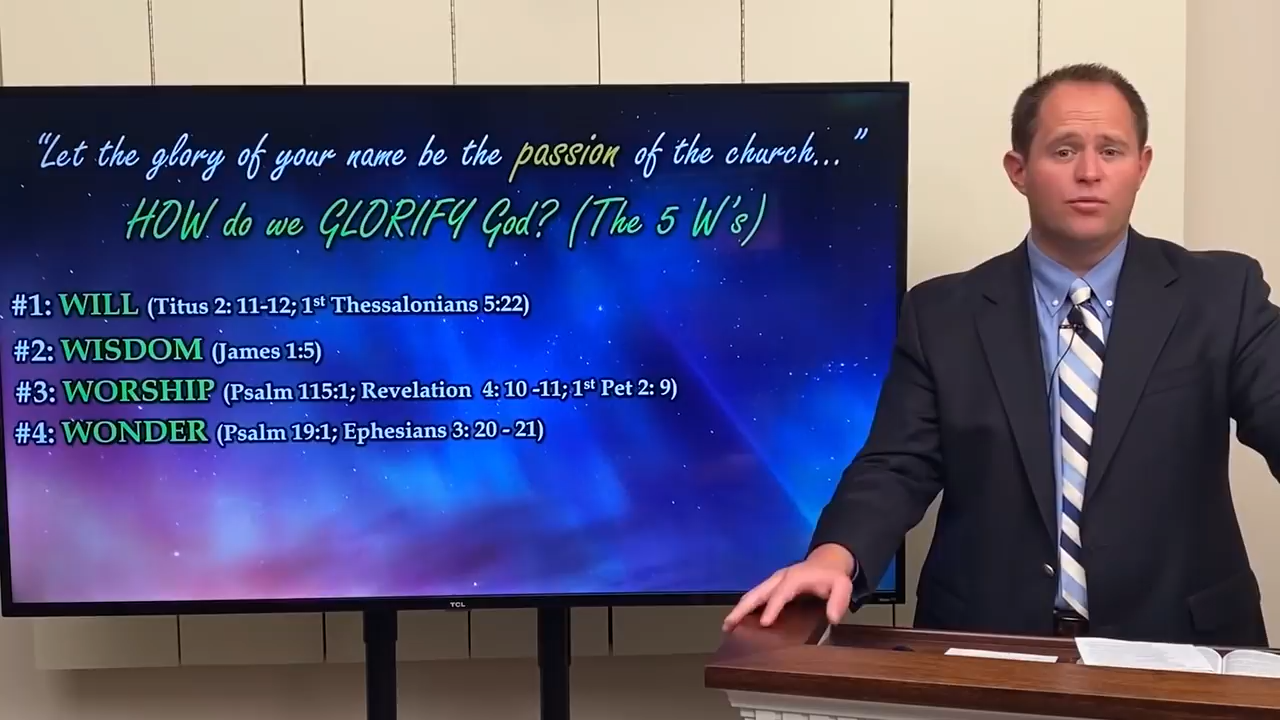 “Let the glory of your name be the passion of the church...”
HOW do we GLORIFY God? (The 5 W's)
#1: WILL (Titus 2: 11-12; 1st Thessalonians 5:22)
#2: WISDOM (James 1:5)
#3: WORSHIP (Psalm 115:1; Revelation 4: 10 -11; 1st Pet 2: 9)
#4: WONDER (Psalm 19:1; Ephesians 3: 20 - 21)
TCL